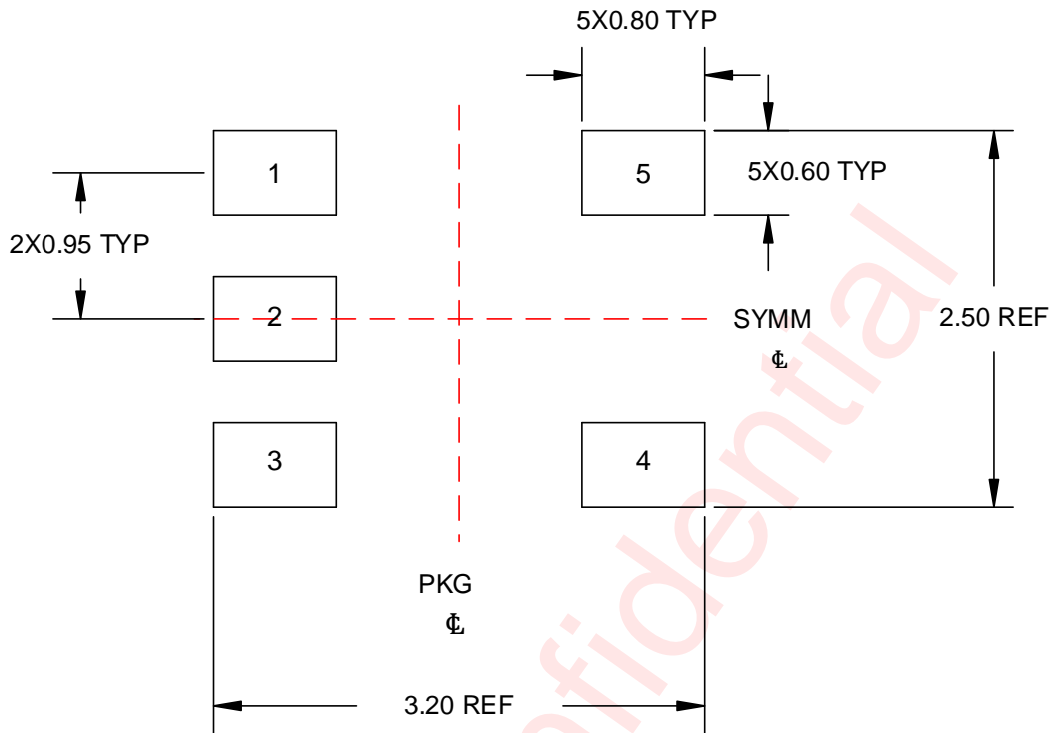 5X0.80 TYP
1
5
5X0.60 TYP
2X0.95 TYP
2
SYMM
℄
2.50 REF
3
4
PKG
℄
3.20 REF
nfidential